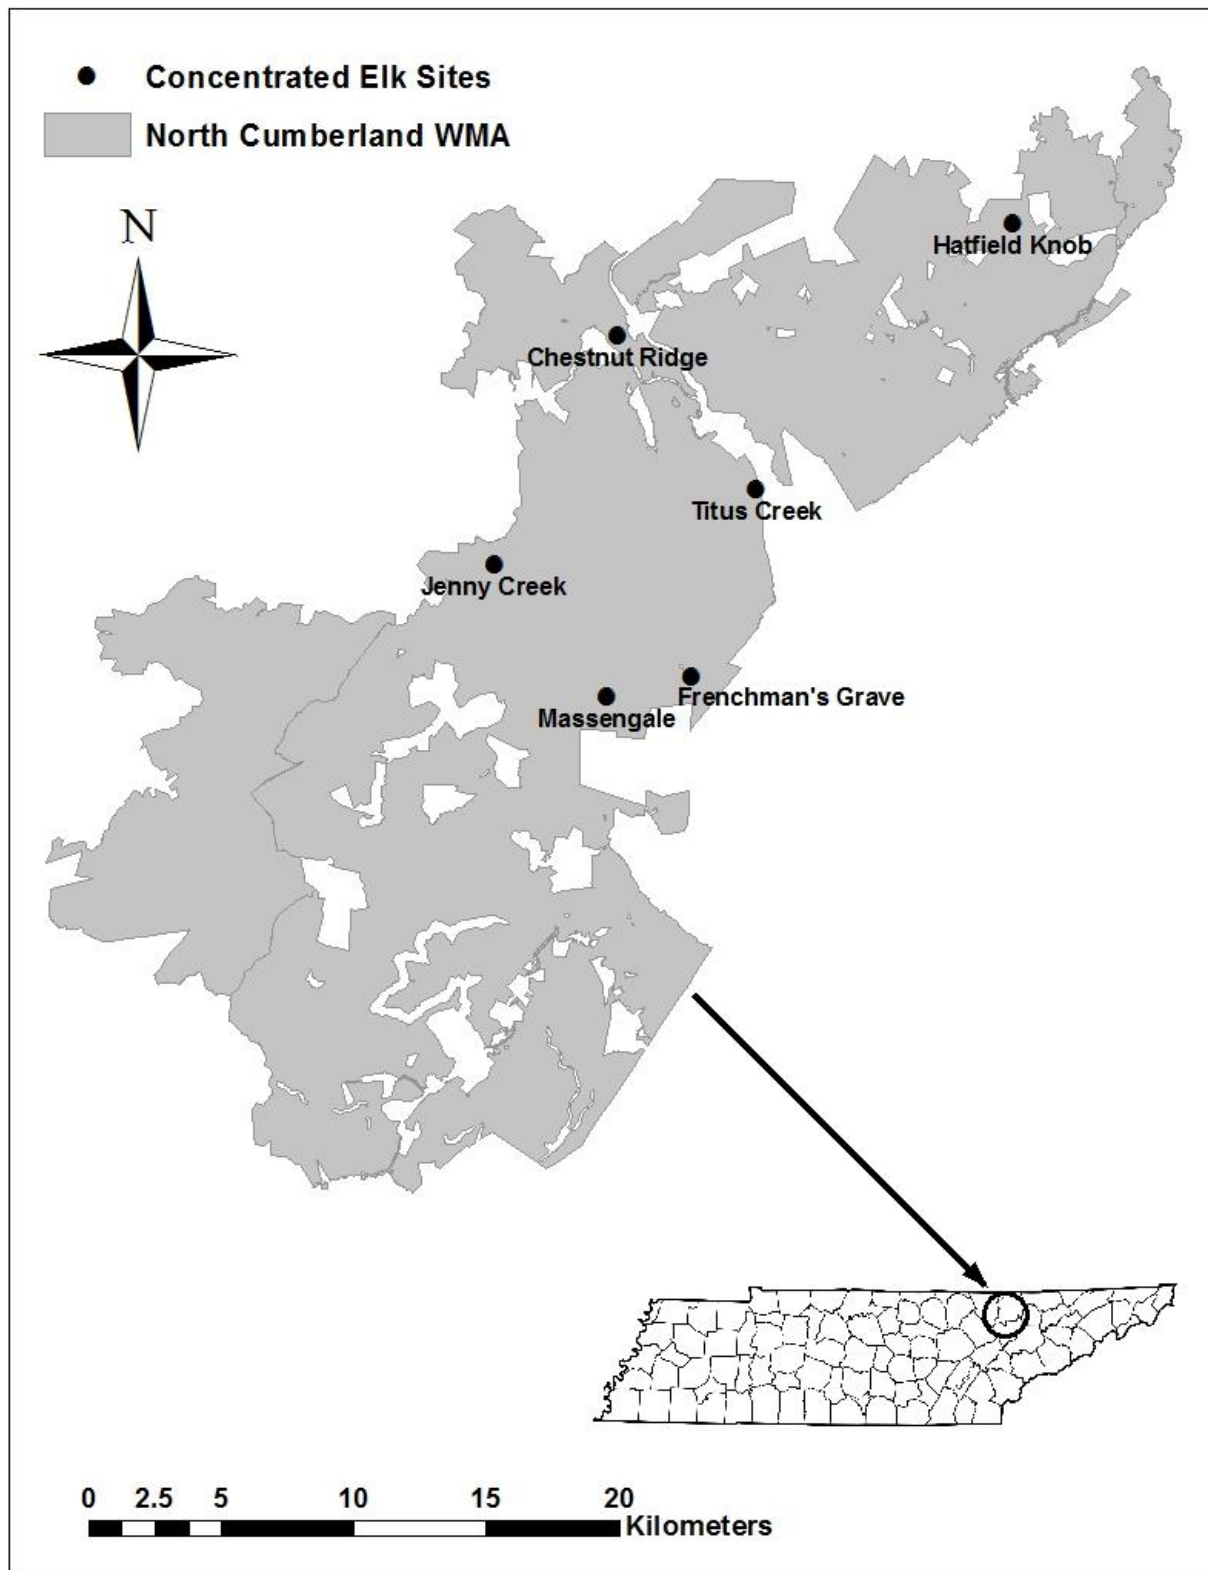 Concentrated Elk Sites
North Cumberland WMA
N
Hatfield Knob
Chestnut Ridge
Titus Creek
Jenny Creek
Frenchman's Grave
Massengale
0 2.5 5 10 15 20
Kilometers